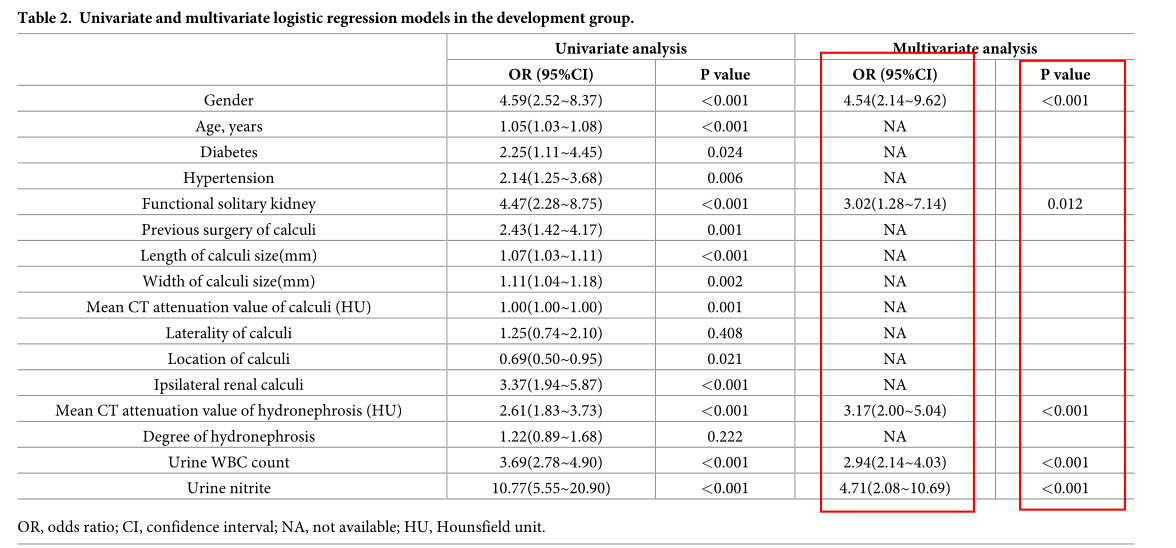 Table 2. Univariate and multivariate logistic regression models in the development group.
Univariate analysis Multivariate analysis
OR (95%CI) P value OR (95%CI) P value
Gender 4.59(2.52~8.37) <0.001 4.54(2.14~9.62) <0.001
Age, years 1.05(1.03~1.08) <0.001 NA
Diabetes 2.25(1.11~4.45) 0.024 NA
Hypertension 2.14(1.25~3.68) 0.006 NA
Functional solitary kidney 4.47(2.28~8.75) <0.001 3.02(1.28~7.14) 0.012
Previous surgery of calculi 2.43(1.42~4.17) 0.001 NA
Length of calculi size(mm) 1.07(1.03~1.11) <0.001 NA
Width of calculi size(mm) 1.11(1.04~1.18) 0.002 NA
Mean CT attenuation value of calculi (HU) 1.00(1.00~1.00) 0.001 NA
Laterality of calculi 1.25(0.74~2.10) 0.408 NA
Location of calculi 0.69(0.50~0.95) 0.021 NA
Ipsilateral renal calculi 3.37(1.94~5.87) <0.001 NA
Mean CT attenuation value of hydronephrosis (HU) 2.61(1.83~3.73) <0.001 3.17(2.00~5.04) <0.001
Degree of hydronephrosis 1.22(0.89~1.68) 0.222 NA
Urine WBC count 3.69(2.78~4.90) <0.001 2.94(2.14~4.03) <0.001
Urine nitrite 10.77(5.55~20.90) <0.001 4.71(2.08~10.69) <0.001
OR, odds ratio; CI, confidence interval; NA, not available; HU, Hounsfield unit.